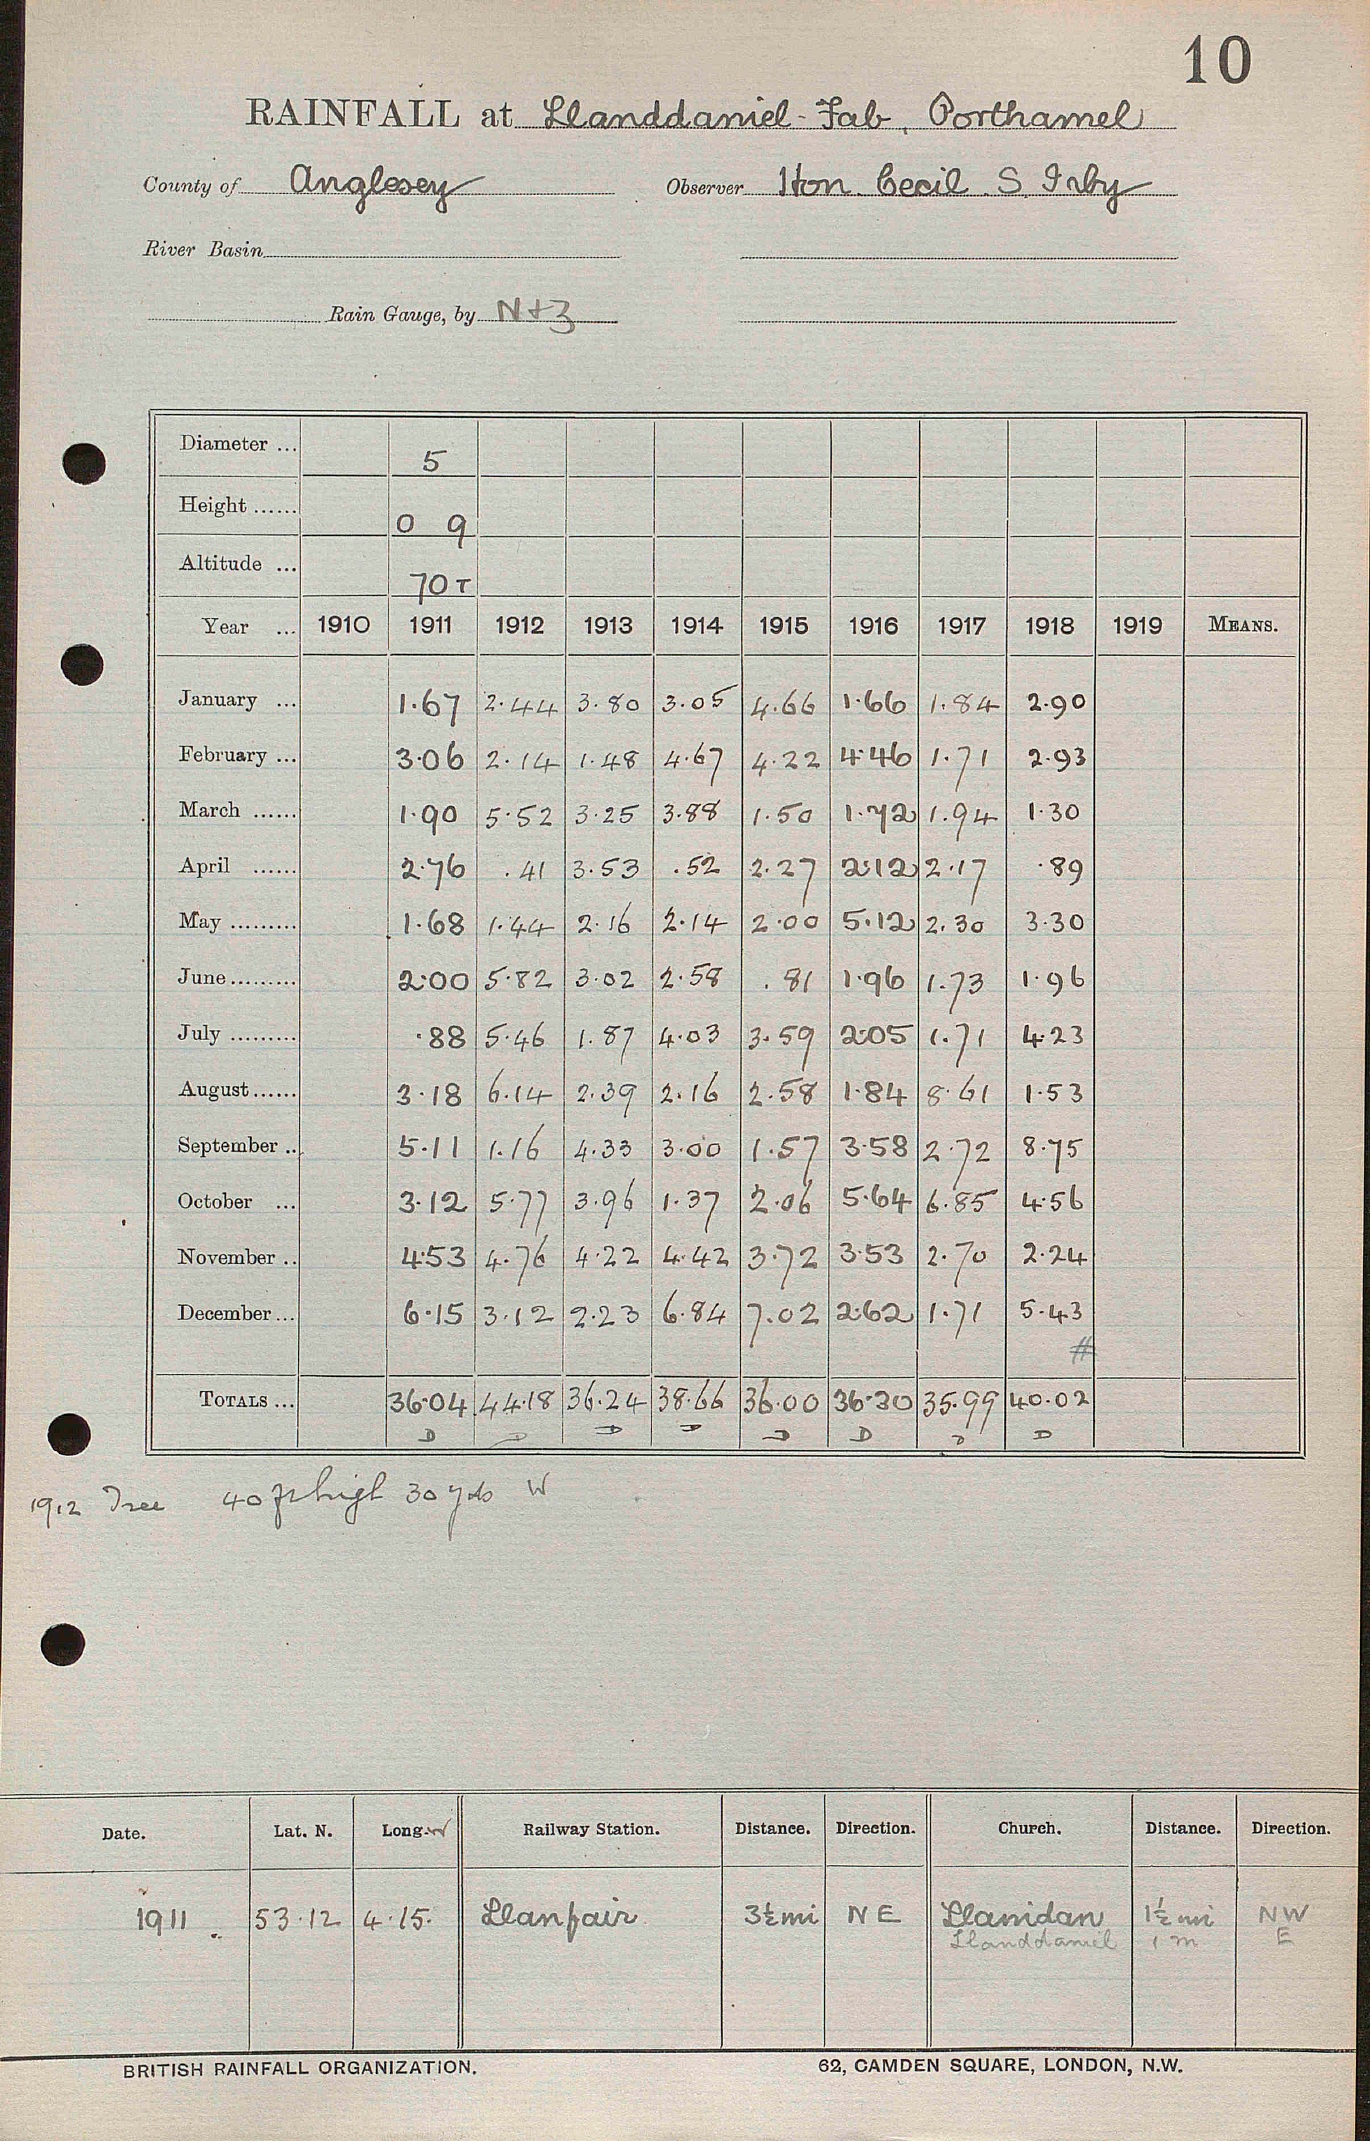 10
RAINFALL at Llanddaniel-Fab, Porthamel
County of Anglesey Observer Hon. Cecil S Irby
River Basin
Rain Gauge, by N+Z
Diameter ... 5
Height ...... 0 9
Altitude ... 70 T
Year ... 1910 1911 1912 1913 1914 1915 1916 1917 1918 1919 MEANS.
January ... 1.67 2.44 3.80 3.05 4.66 1.66 1.84 2.90
February ... 3.06 2.14 1.48 4.67 4.22 4.46 1.71 2.93
March ...... 1.90 5.52 3.25 3.88 1.50 1.72 1.94 1.30
April ...... 2.76 .41 3.53 .52 2.27 2.12 2.17 .89
May ......... 1.68 1.44 2.16 2.14 2.00 5.12 2.30 3.30
June ......... 2.00 5.82 3.02 2.58 .81 1.96 1.73 1.96
July ......... .88 5.46 1.87 4.03 3.59 2.05 1.71 4.23
August ...... 3.18 6.14 2.39 2.16 2.58 1.84 8.61 1.53
September .. 5.11 1.16 4.33 3.00 1.57 3.58 2.72 8.75
October ... 3.12 5.77 3.96 1.37 2.06 5.64 6.85 4.56
November .. 4.53 4.76 4.22 4.42 3.72 3.53 2.70 2.24
December ... 6.15 3.12 2.23 6.84 7.02 2.62 1.71 5.43
#
TOTALS ... 36.04 44.18 36.24 38.66 36.00 36.30 35.99 40.02
D D D D D D D D
1912 Tree 40 ft high 30 yds W
Date. Lat. N. Long. W Railway Station. Distance. Direction. Church. Distance. Direction.
1911 53.12 4.15. Llanfair 3½ mi NE Llanidan 1½ mi NW
Llanddaniel 1 m E
BRITISH RAINFALL ORGANIZATION. 62, CAMDEN SQUARE, LONDON, N.W.